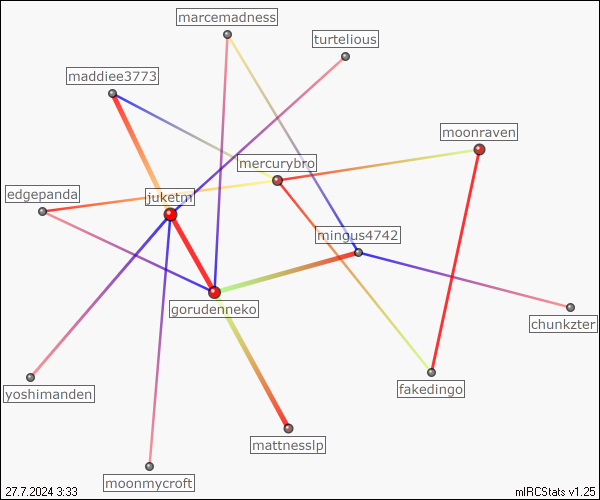 marcemadness
turtelious
maddiee3773
moonraven
mercurybro
edgepanda
juketm
mingus4742
gorudenneko
chunkzter
yoshimanden
fakedingo
mattnesslp
moonmycroft
27.7.2024 3:33
mIRCStats v1.25